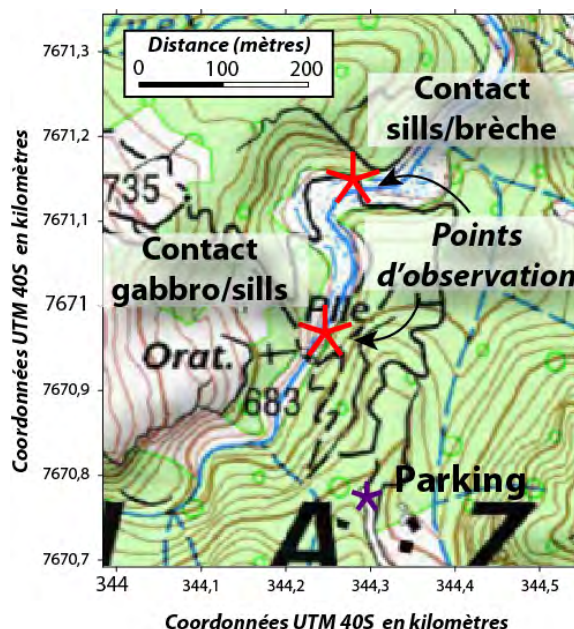 7671,3
7671,2
7671,1
7671
7670,9
7670,8
7670,7
Coordonnées UTM 40S en kilomètres
Distance (mètres)
0 100 200
Contact
sills/brèche
735
Contact
gabbro/sills
Points
d'observation
Plle
Orat.
683
Parking
I A Z
344 344,1 344,2 344,3 344,4 344,5
Coordonnées UTM 40S en kilomètres